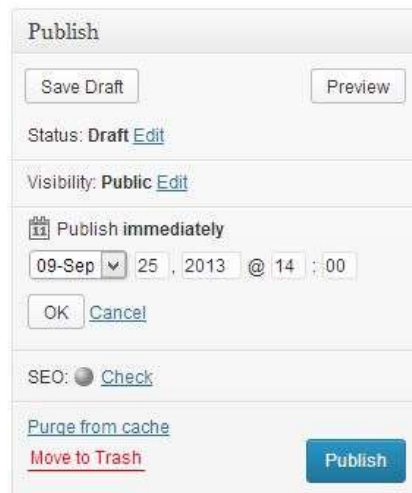 Publish
Save Draft Preview
Status: Draft Edit
Visibility: Public Edit
11 Publish immediately
09-Sep 25 , 2013 @ 14 : 00
OK Cancel
SEO: Check
Purge from cache
Move to Trash Publish